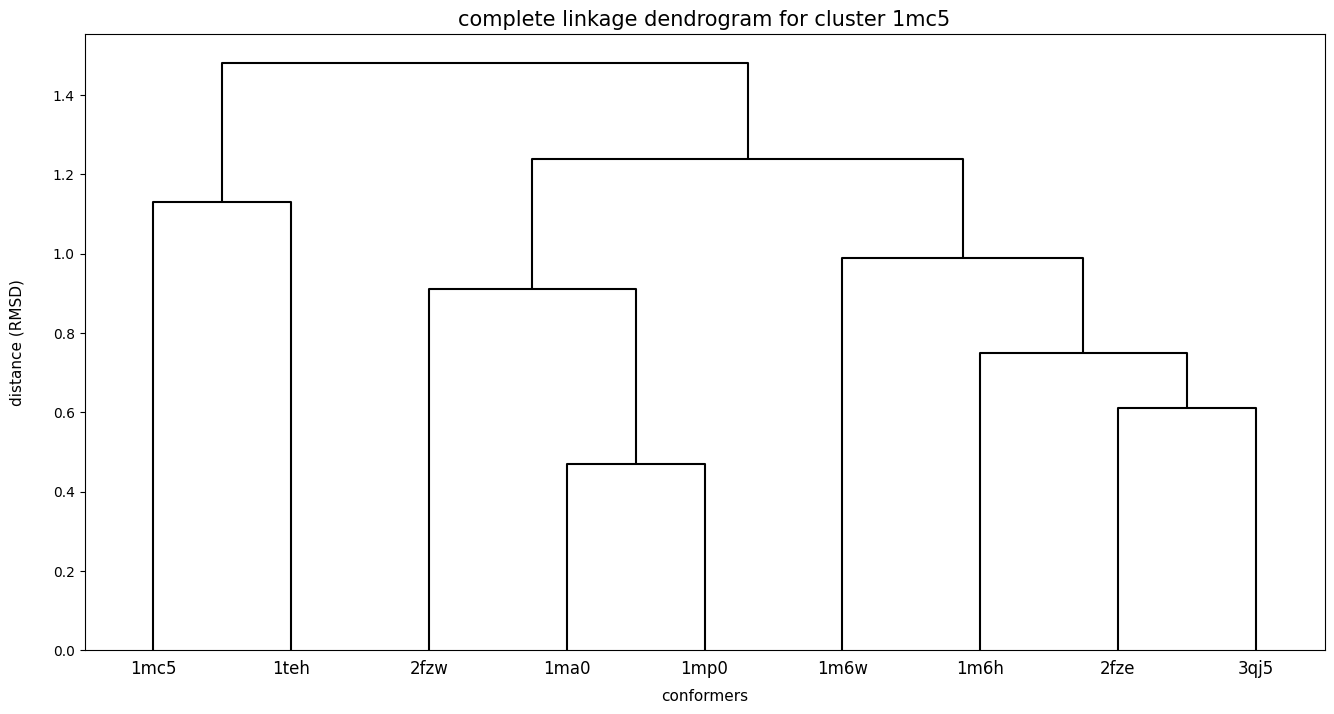 complete linkage dendrogram for cluster 1mc5
distance (RMSD)
1.4
1.2
1.0
0.8
0.6
0.4
0.2
0.0
1mc5 1teh 2fzw 1ma0 1mp0 1m6w 1m6h 2fze 3qj5
conformers